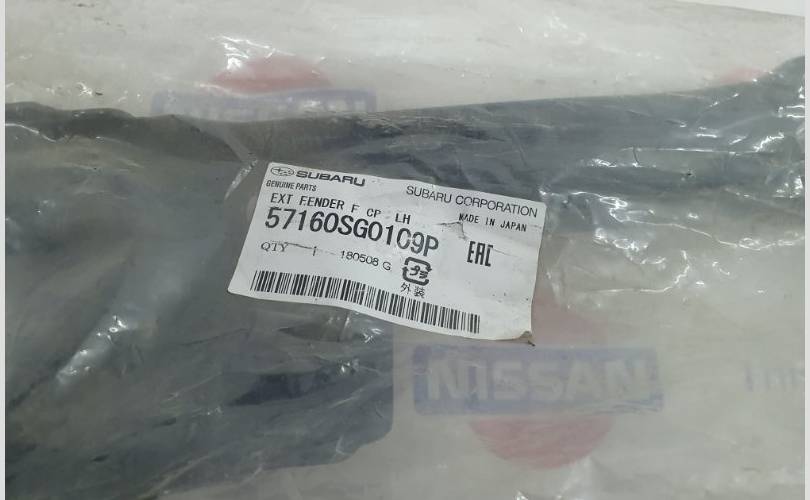 NISSAN
SUBARU
GENUINE PARTS
SUBARU CORPORATION
EXT FENDER F CP LH
MADE IN JAPAN
57160SG0109P
EAC
QTY 1 180508 G
外装
NISSAN